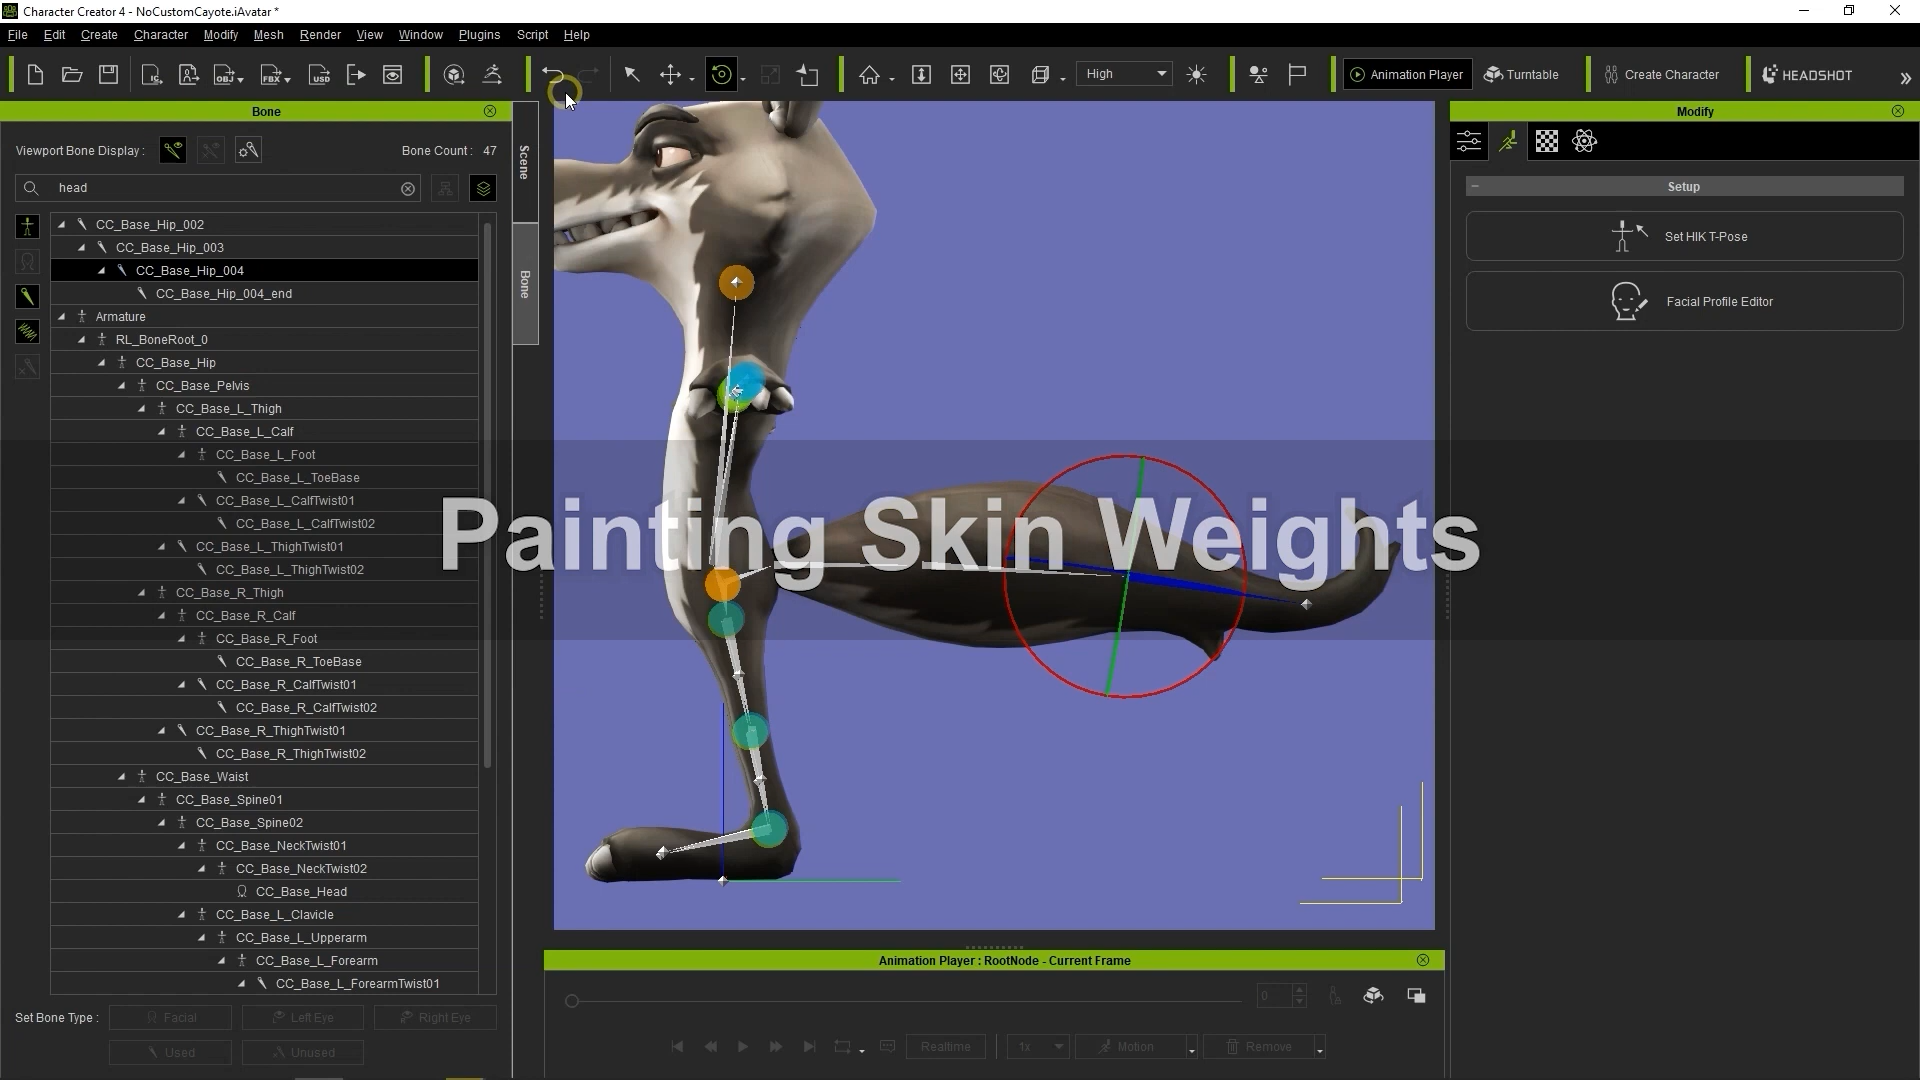 Character Creator 4 - NoCustomCayote.iAvatar *
File Edit Create Character Modify Mesh Render View Window Plugins Script Help
IC OBJ FBX USD High Animation Player Turntable Create Character HEADSHOT
Bone
Viewport Bone Display : Bone Count : 47
head
CC_Base_Hip_002
CC_Base_Hip_003
CC_Base_Hip_004
CC_Base_Hip_004_end
Armature
RL_BoneRoot_0
CC_Base_Hip
CC_Base_Pelvis
CC_Base_L_Thigh
CC_Base_L_Calf
CC_Base_L_Foot
CC_Base_L_ToeBase
CC_Base_L_CalfTwist01
CC_Base_L_CalfTwist02
CC_Base_L_ThighTwist01
CC_Base_L_ThighTwist02
CC_Base_R_Thigh
CC_Base_R_Calf
CC_Base_R_Foot
CC_Base_R_ToeBase
CC_Base_R_CalfTwist01
CC_Base_R_CalfTwist02
CC_Base_R_ThighTwist01
CC_Base_R_ThighTwist02
CC_Base_Waist
CC_Base_Spine01
CC_Base_Spine02
CC_Base_NeckTwist01
CC_Base_NeckTwist02
CC_Base_Head
CC_Base_L_Clavicle
CC_Base_L_Upperarm
CC_Base_L_Forearm
CC_Base_L_ForearmTwist01
Set Bone Type : Facial Left Eye Right Eye
Used Unused
Scene
Bone
Painting Skin Weights
Animation Player : RootNode - Current Frame
0
Realtime 1x Motion Remove
Modify
Setup
Set HIK T-Pose
Facial Profile Editor